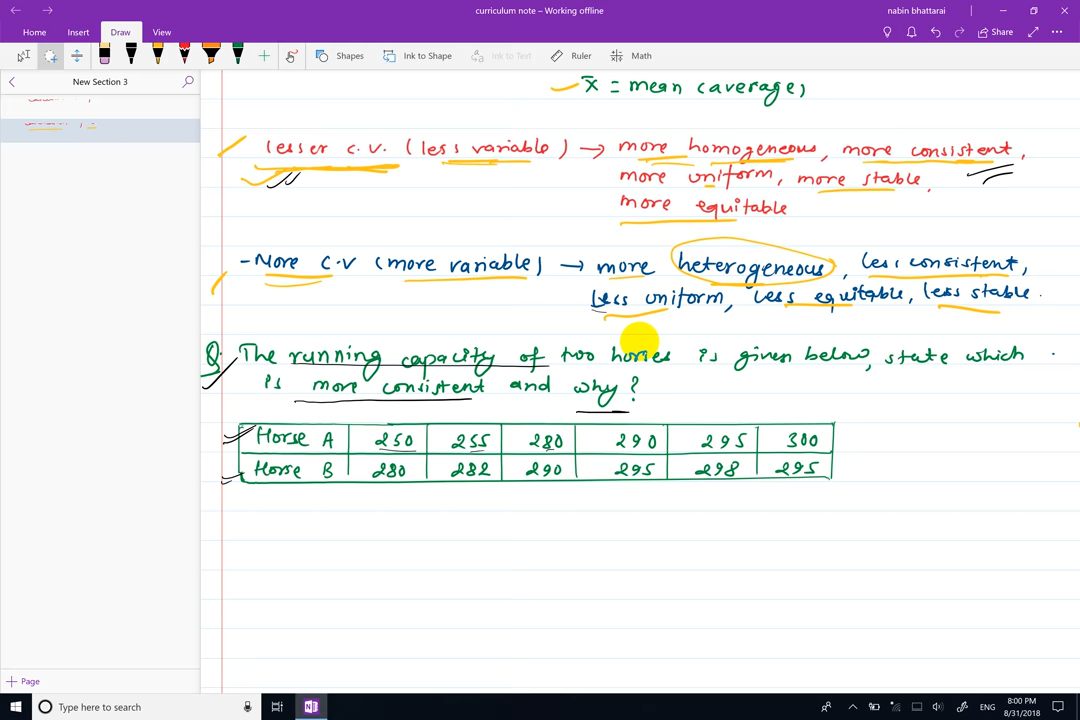 curriculum note – Working offline
nabin bhattarai
Home Insert Draw View
Share
Shapes Ink to Shape Ink to Text Ruler Math
New Section 3
x̄ = mean (average)
lesser c.v. (less variable) → more homogeneous, more consistent,
more uniform, more stable,
more equitable
- More c.v (more variable) → more heterogeneous, less consistent,
less uniform, less equitable, less stable.
Q. The running capacity of two horses is given below, state which
is more consistent and why?
Horse A 250 255 280 290 295 300
Horse B 280 282 290 295 298 295
+ Page
Type here to search
ENG
8:00 PM
8/31/2018